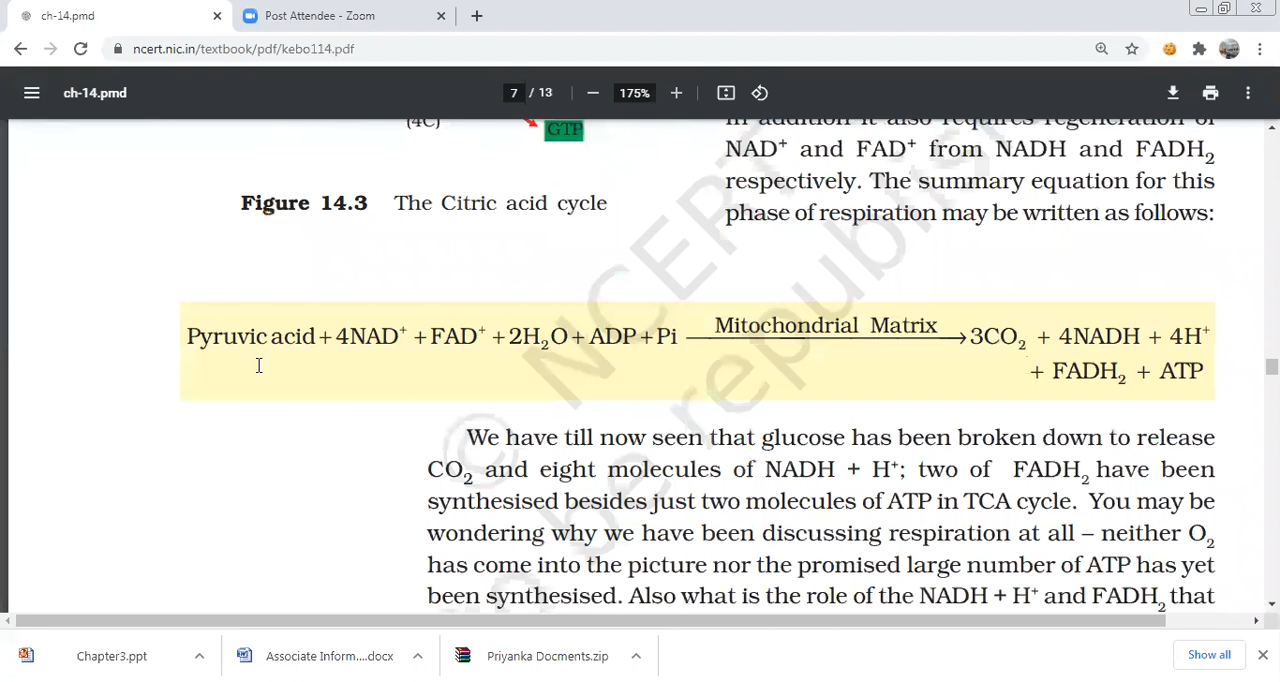 ch-14.pmd
Post Attendee - Zoom
ncert.nic.in/textbook/pdf/kebo114.pdf
ch-14.pmd
7 / 13
175%
(4C)
GTP
In addition it also requires regeneration of
NAD⁺ and FAD⁺ from NADH and FADH₂
respectively. The summary equation for this
phase of respiration may be written as follows:
Figure 14.3 The Citric acid cycle
Mitochondrial Matrix
Pyruvic acid + 4NAD⁺ + FAD⁺ + 2H₂O + ADP + Pi ⟶ 3CO₂ + 4NADH + 4H⁺
+ FADH₂ + ATP
We have till now seen that glucose has been broken down to release
CO₂ and eight molecules of NADH + H⁺; two of FADH₂ have been
synthesised besides just two molecules of ATP in TCA cycle. You may be
wondering why we have been discussing respiration at all – neither O₂
has come into the picture nor the promised large number of ATP has yet
been synthesised. Also what is the role of the NADH + H⁺ and FADH₂ that
© NCERT
be republish
Chapter3.ppt
Associate Inform....docx
Priyanka Docments.zip
Show all